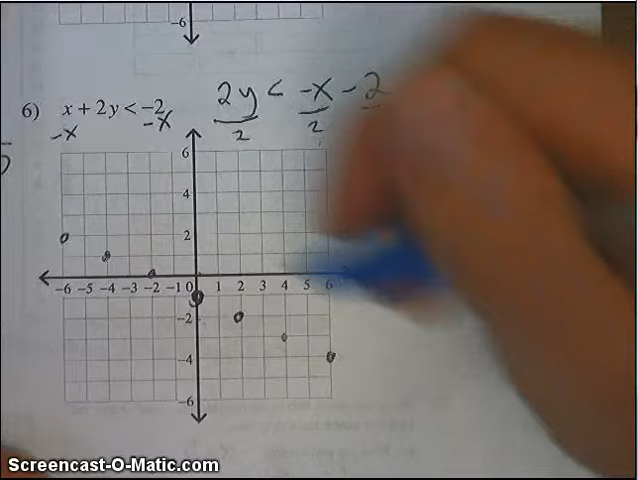 -6
2y < -x - 2
2 2
6) x + 2y < -2
-x -x
6
4
2
-6 -5 -4 -3 -2 -1 0 1 2 3 4 5 6
-2
-4
-6
Screencast-O-Matic.com